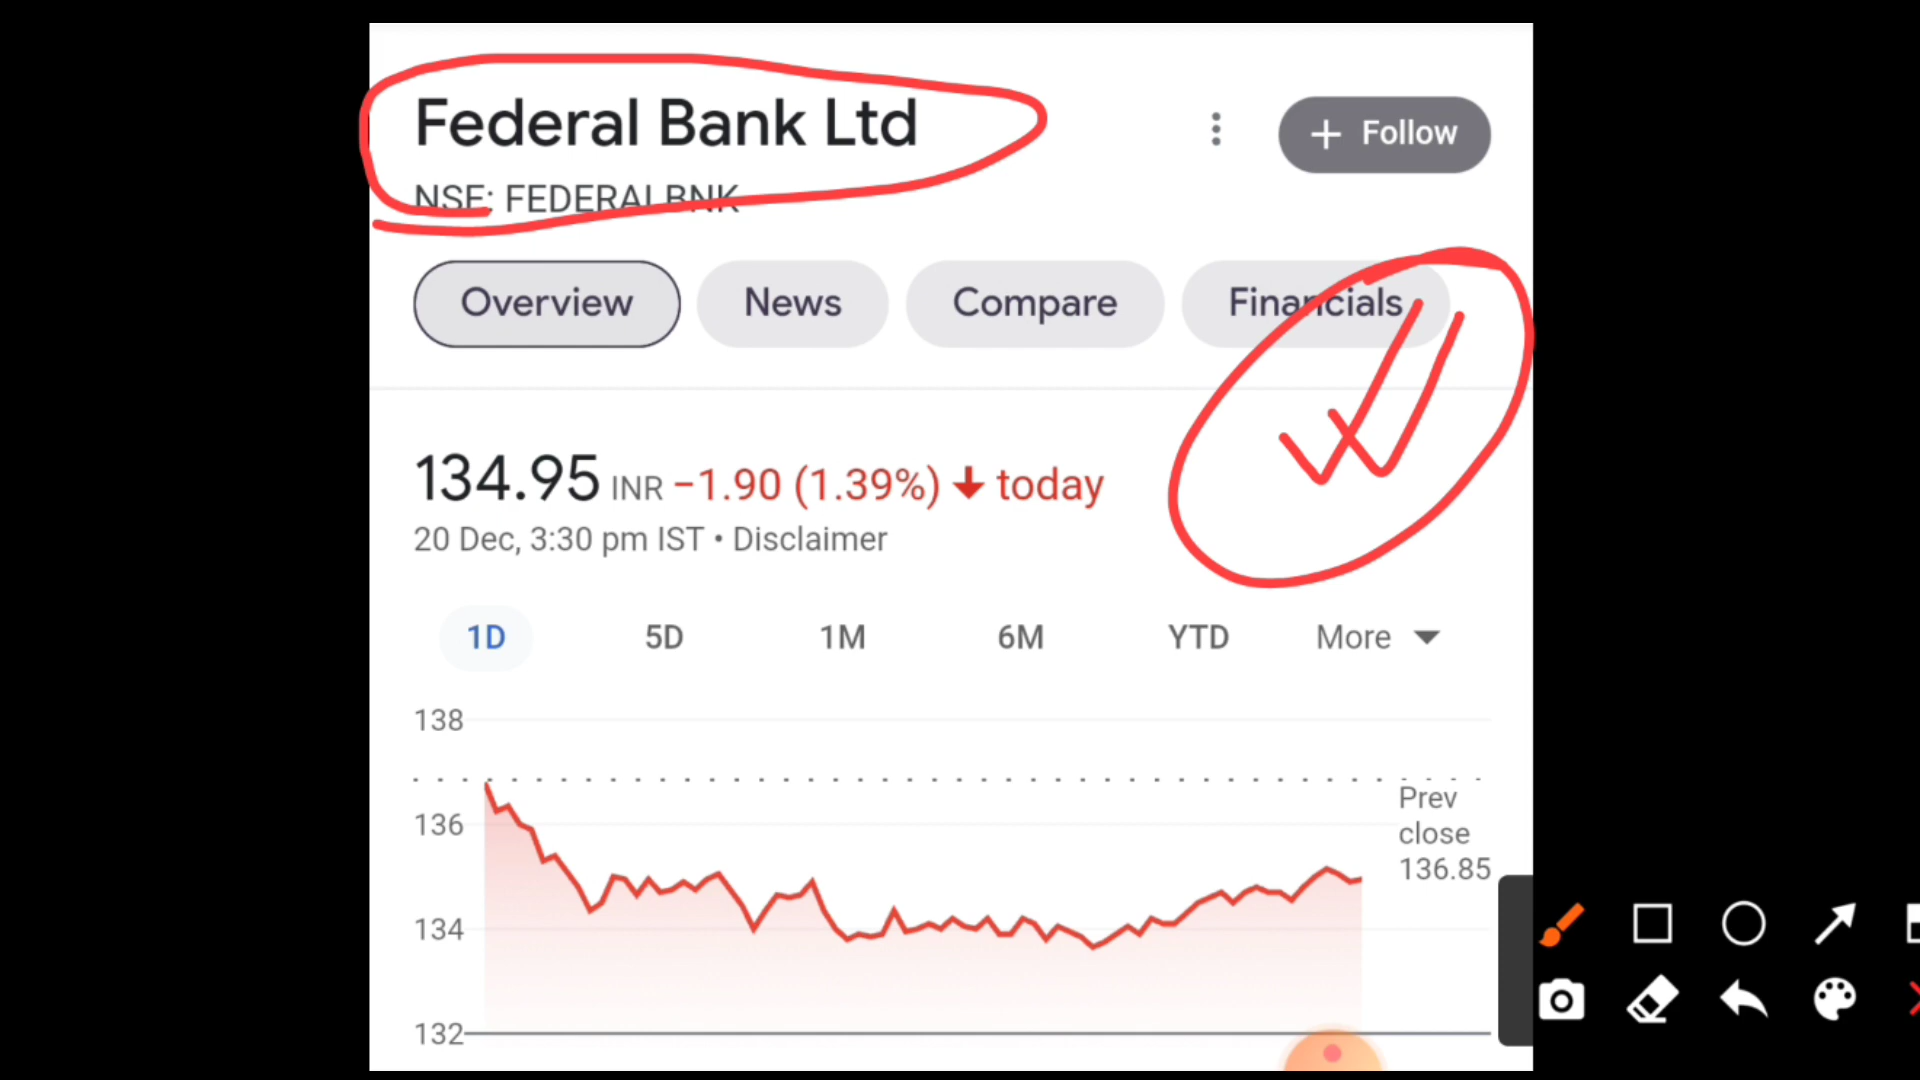 Federal Bank Ltd
+ Follow
NSE: FEDERALBNK
Overview News Compare Financials
134.95 INR −1.90 (1.39%) ↓ today
20 Dec, 3:30 pm IST • Disclaimer
1D 5D 1M 6M YTD More
138
136
134
132
Prev
close
136.85